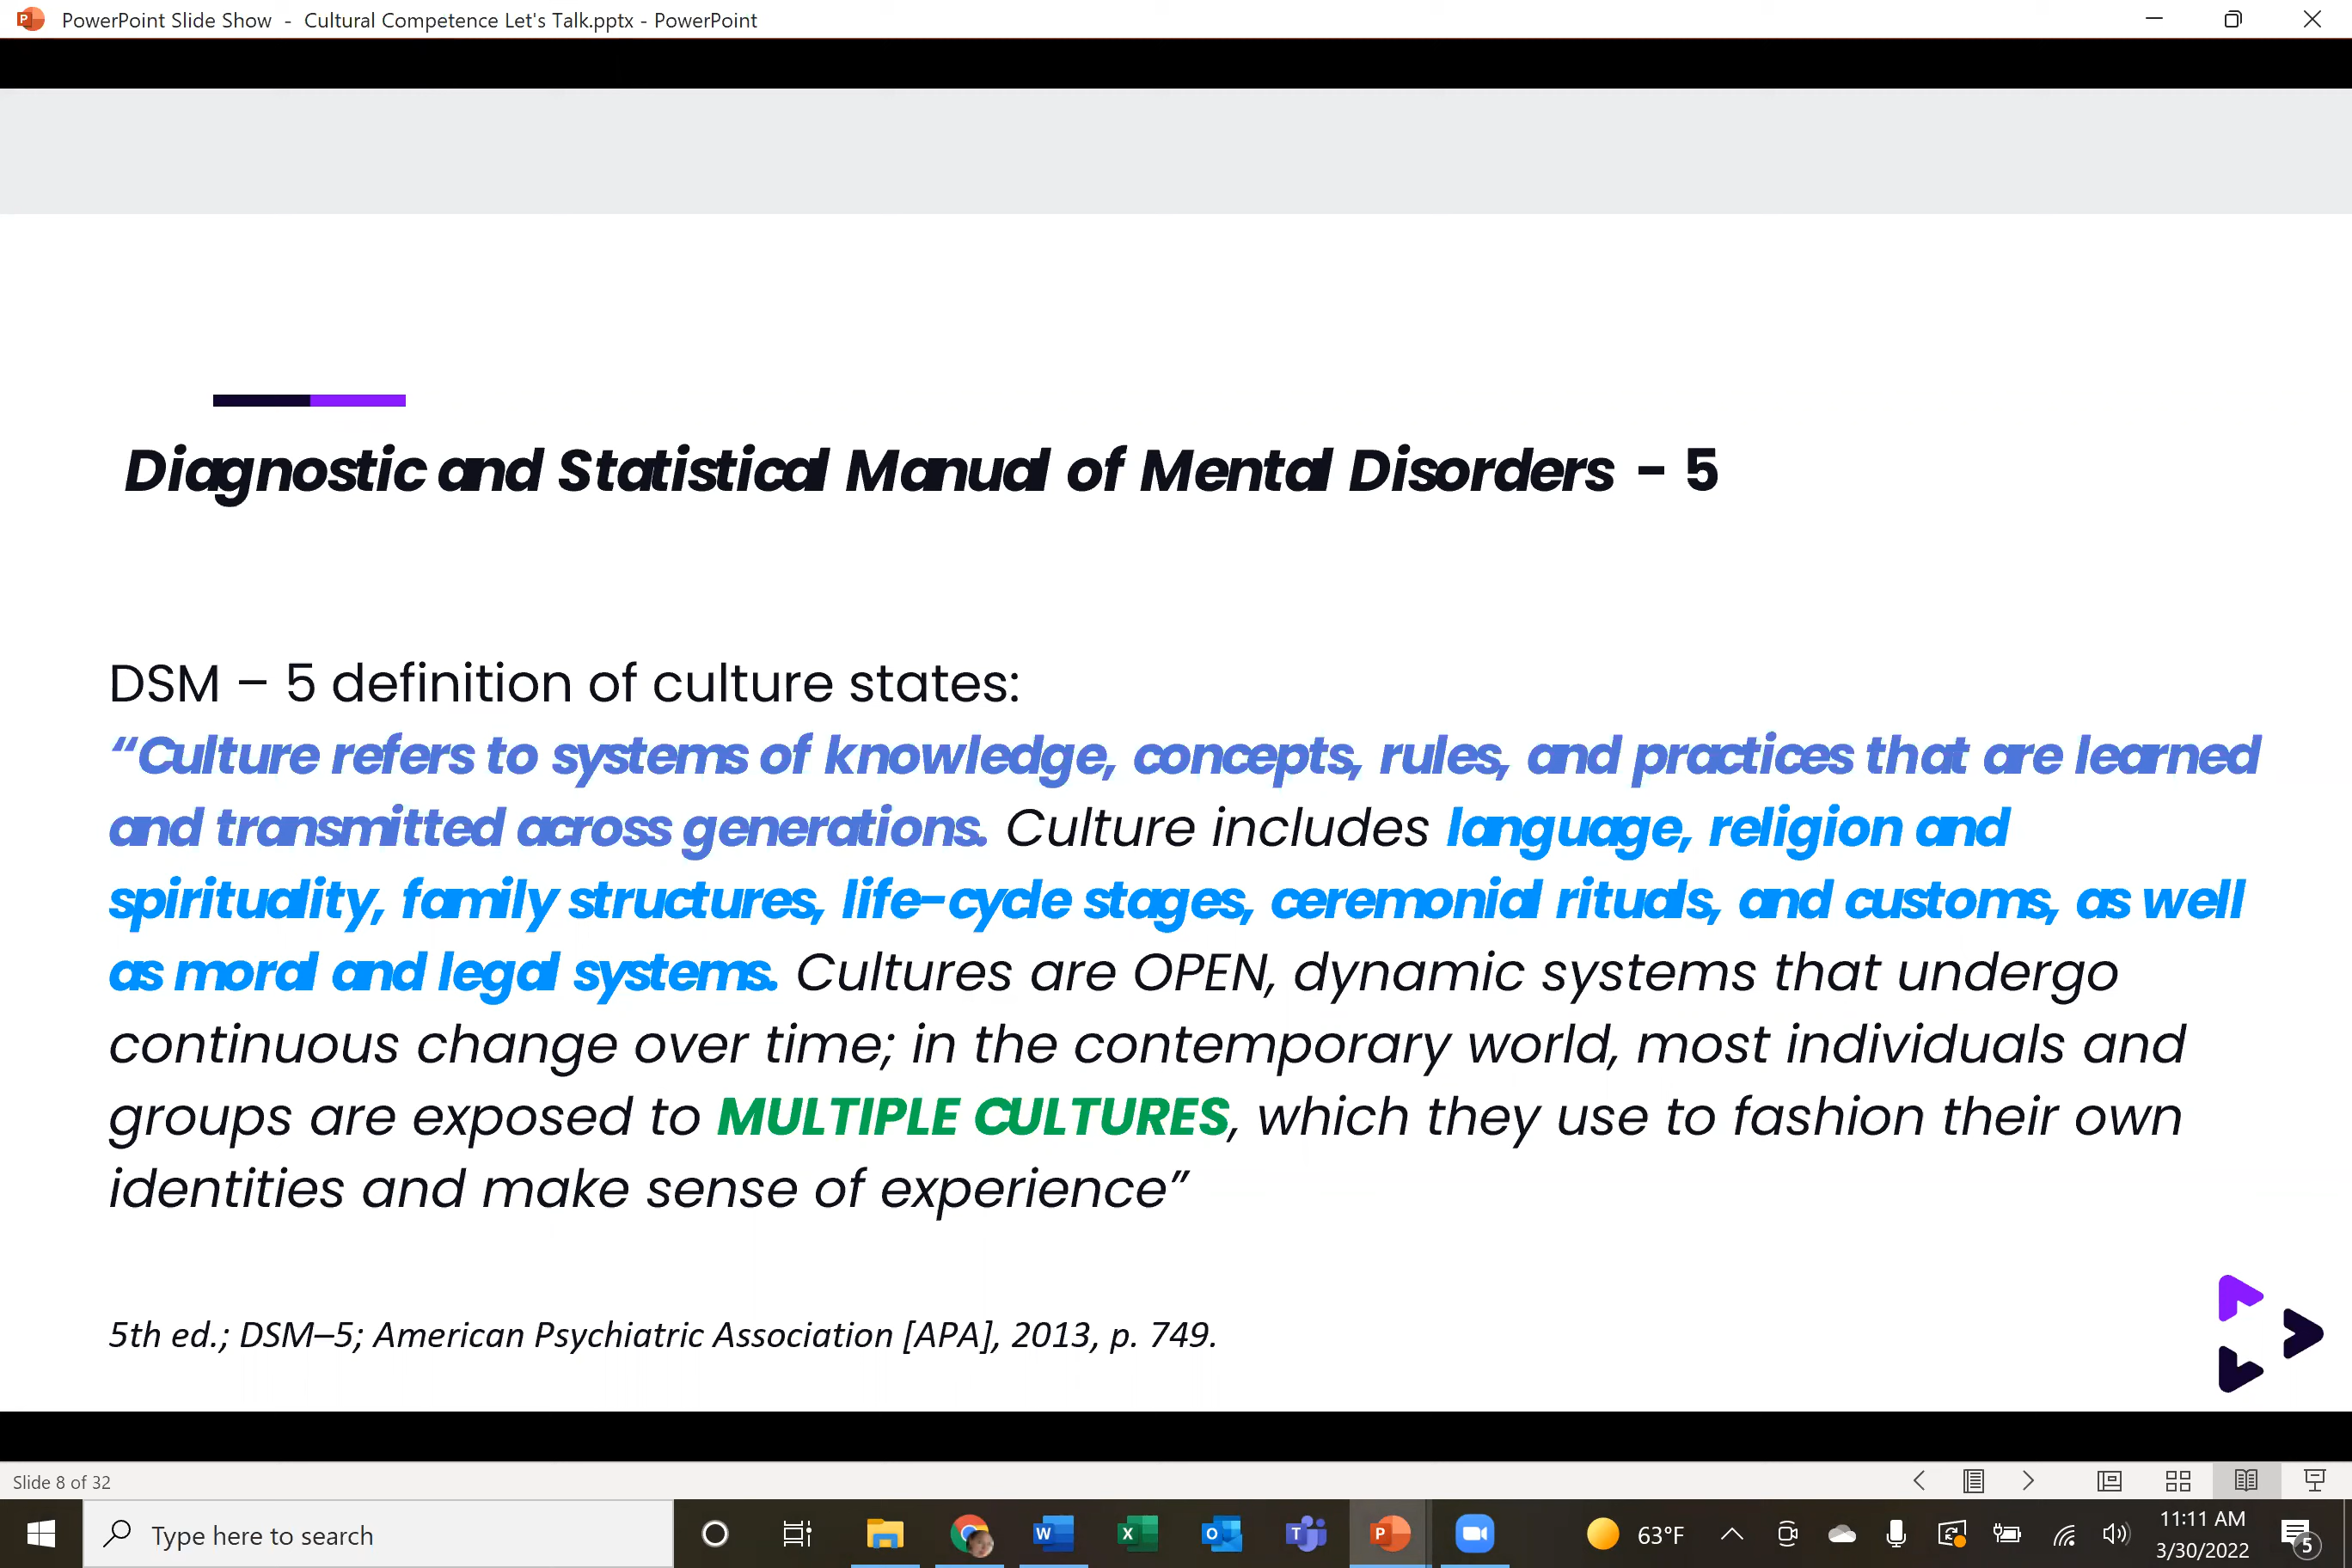 PowerPoint Slide Show - Cultural Competence Let's Talk.pptx - PowerPoint
Diagnostic and Statistical Manual of Mental Disorders - 5
DSM – 5 definition of culture states:
“Culture refers to systems of knowledge, concepts, rules, and practices that are learned
and transmitted across generations. Culture includes language, religion and
spirituality, family structures, life-cycle stages, ceremonial rituals, and customs, as well
as moral and legal systems. Cultures are OPEN, dynamic systems that undergo
continuous change over time; in the contemporary world, most individuals and
groups are exposed to MULTIPLE CULTURES, which they use to fashion their own
identities and make sense of experience”
5th ed.; DSM–5; American Psychiatric Association [APA], 2013, p. 749.
Slide 8 of 32
Type here to search
63°F
11:11 AM
3/30/2022
5